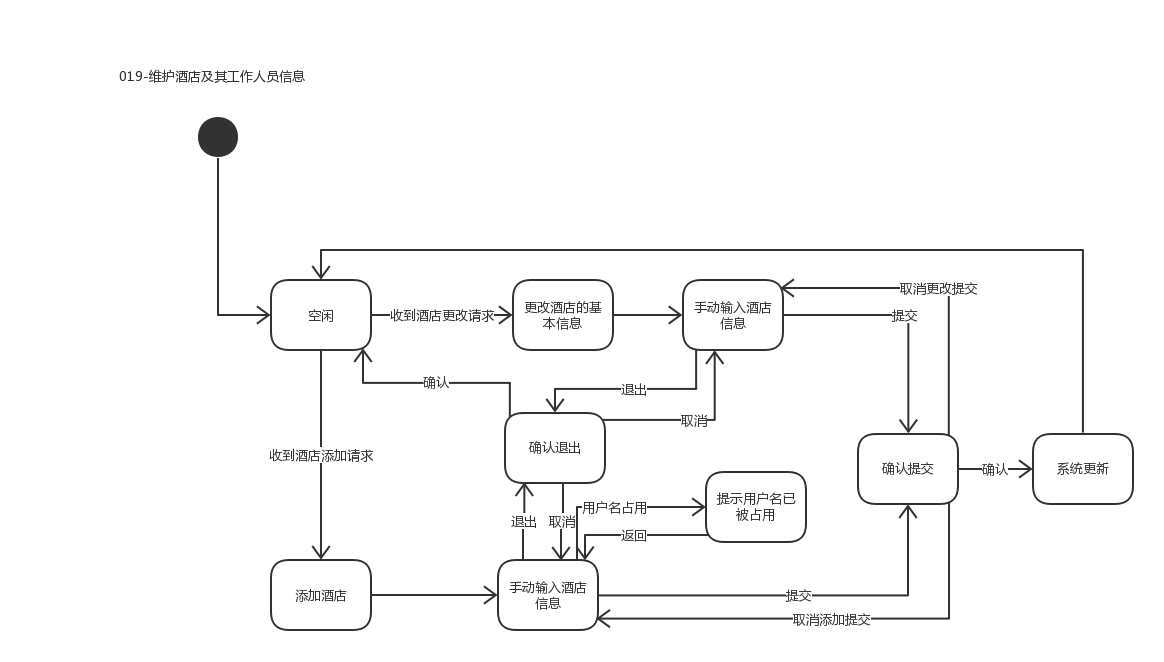 019-维护酒店及其工作人员信息
取消更改提交
空闲
收到酒店更改请求
更改酒店的基
本信息
手动输入酒店
信息
提交
确认
退出
取消
确认退出
收到酒店添加请求
确认提交
确认
系统更新
提示用户名已
被占用
用户名占用
退出
取消
返回
添加酒店
手动输入酒店
信息
提交
取消添加提交